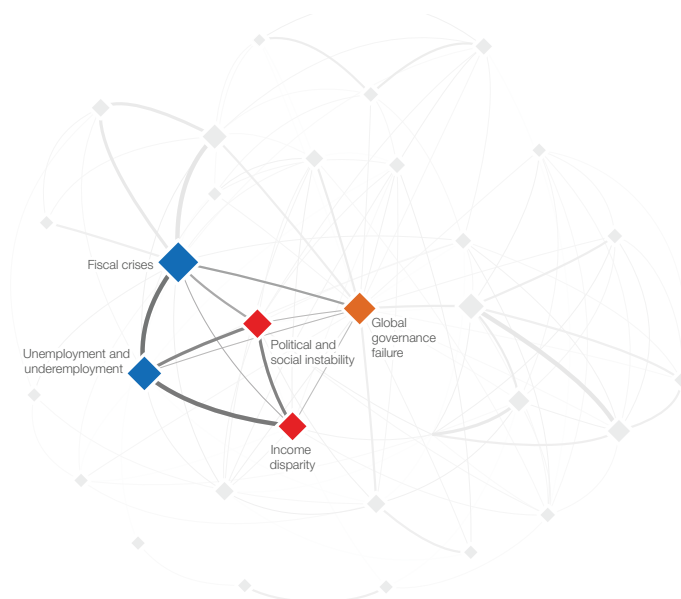 Fiscal crises
Global
governance
failure
Political and
social instability
Unemployment and
underemployment
Income
disparity